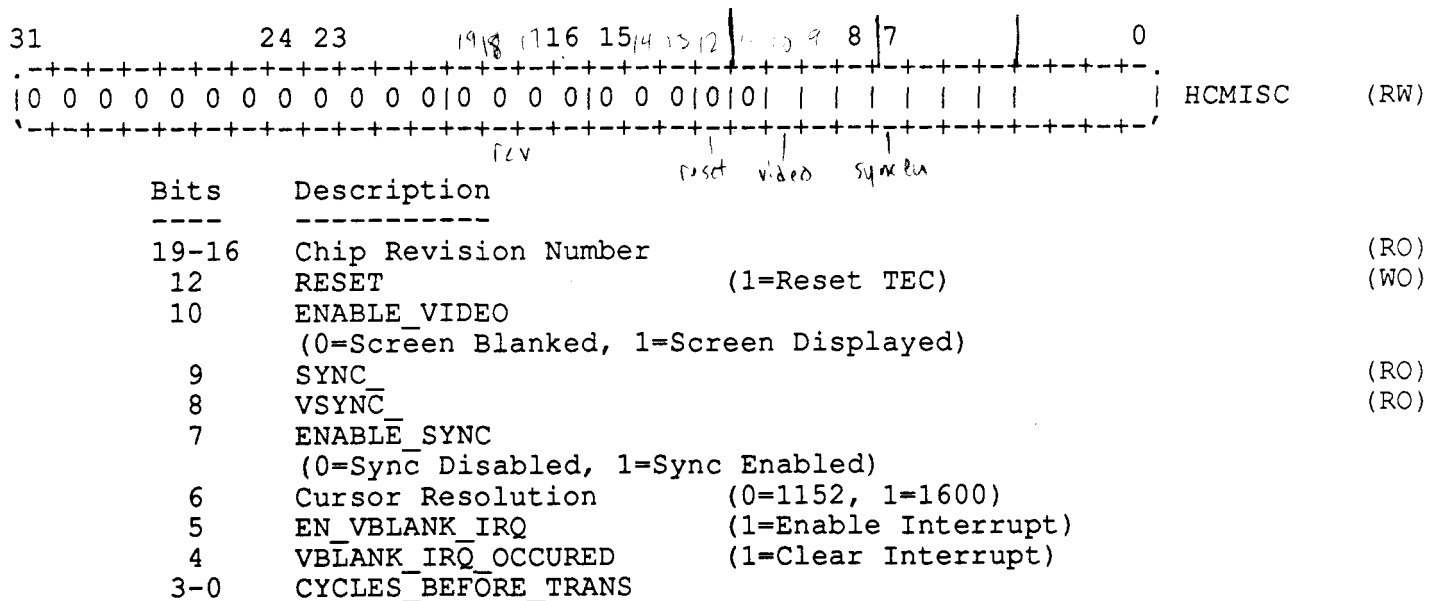 31 24 23 19 18 17 16 15 14 13 12 10 9 8 7 0
.-+-+-+-+-+-+-+-+-+-+-+-+-+-+-+-+-+-+-+-+-+-+-+-+-+-+-+-+-+-+-+-.
|0 0 0 0 0 0 0 0 0 0 0 0|0 0 0 0|0 0 0|0|0| | | | | | | | HCMISC (RW)
'-+-+-+-+-+-+-+-+-+-+-+-+-+-+-+-+-+-+-+-+-+-+-+-+-+-+-+-+-+-+-+-'
rev reset video sync en
Bits Description
---- -----------
19-16 Chip Revision Number (RO)
12 RESET (1=Reset TEC) (WO)
10 ENABLE_VIDEO
(0=Screen Blanked, 1=Screen Displayed)
9 SYNC_ (RO)
8 VSYNC_ (RO)
7 ENABLE_SYNC
(0=Sync Disabled, 1=Sync Enabled)
6 Cursor Resolution (0=1152, 1=1600)
5 EN_VBLANK_IRQ (1=Enable Interrupt)
4 VBLANK_IRQ_OCCURED (1=Clear Interrupt)
3-0 CYCLES_BEFORE_TRANS